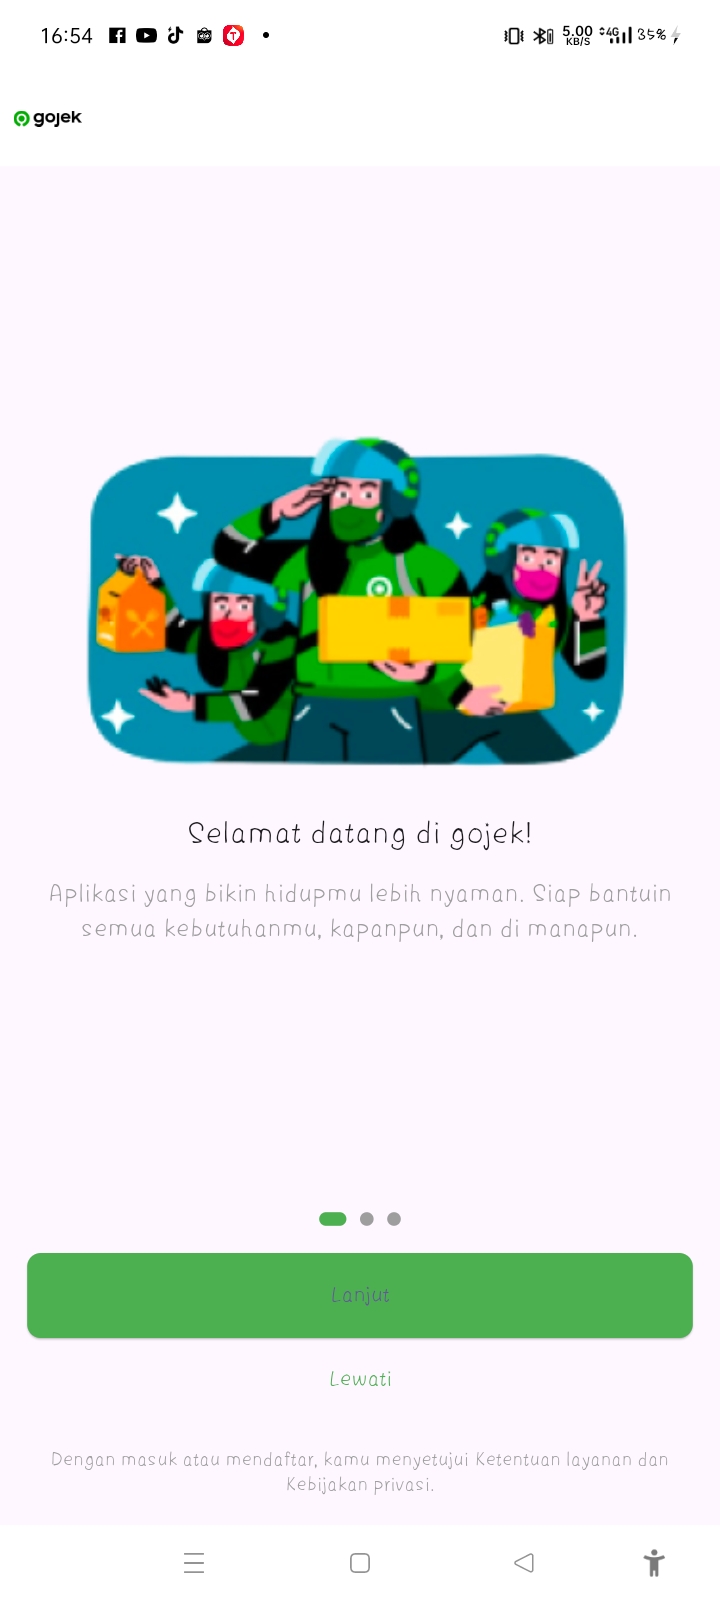 16:54
5.00
KB/S
4G
35%
gojek
Selamat datang di gojek!
Aplikasi yang bikin hidupmu lebih nyaman. Siap bantuin
semua kebutuhanmu, kapanpun, dan di manapun.
Lanjut
Lewati
Dengan masuk atau mendaftar, kamu menyetujui Ketentuan layanan dan
Kebijakan privasi.